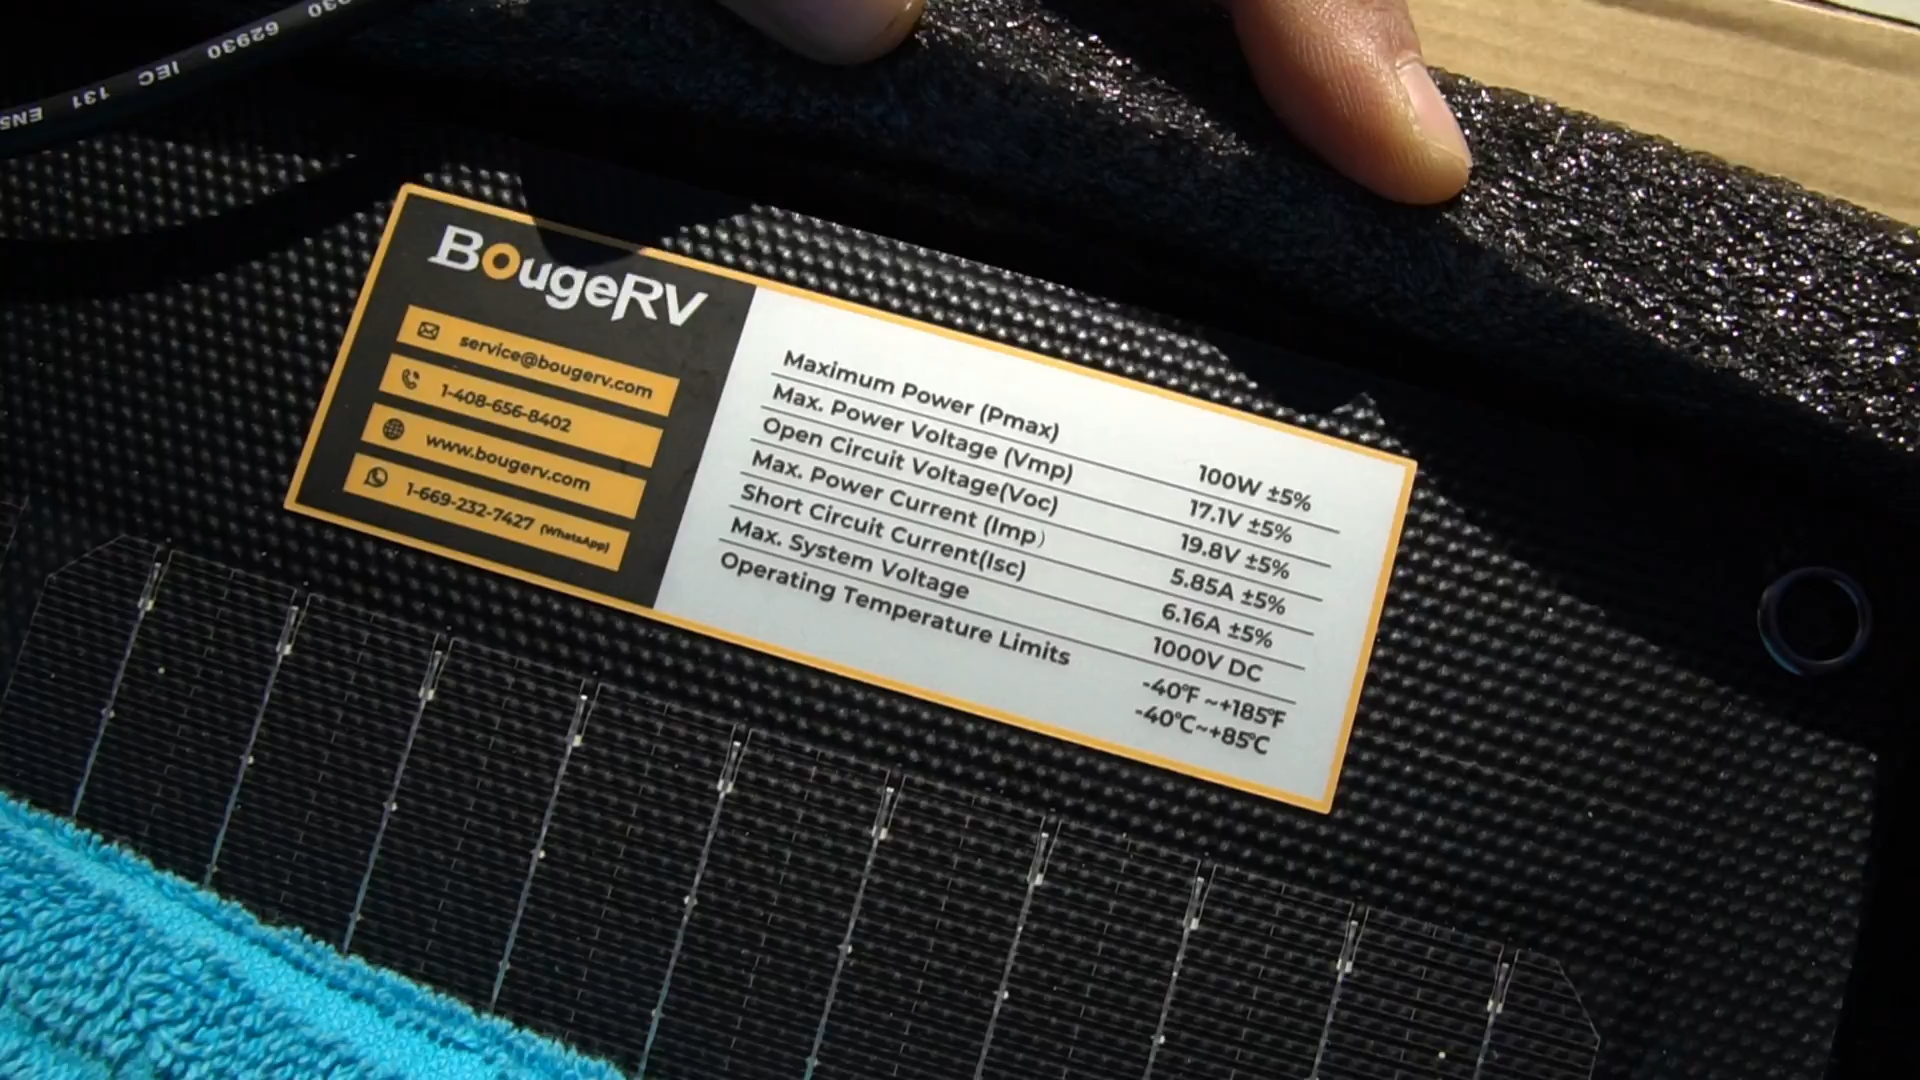 ENS 131 IEC 62930 930
BougeRV
service@bougerv.com
1-408-656-8402
www.bougerv.com
1-669-232-7427 (WhatsApp)
Maximum Power (Pmax) 100W ±5%
Max. Power Voltage (Vmp) 17.1V ±5%
Open Circuit Voltage(Voc) 19.8V ±5%
Max. Power Current (Imp) 5.85A ±5%
Short Circuit Current(Isc) 6.16A ±5%
Max. System Voltage 1000V DC
Operating Temperature Limits -40℉ ~+185℉
-40℃~+85℃